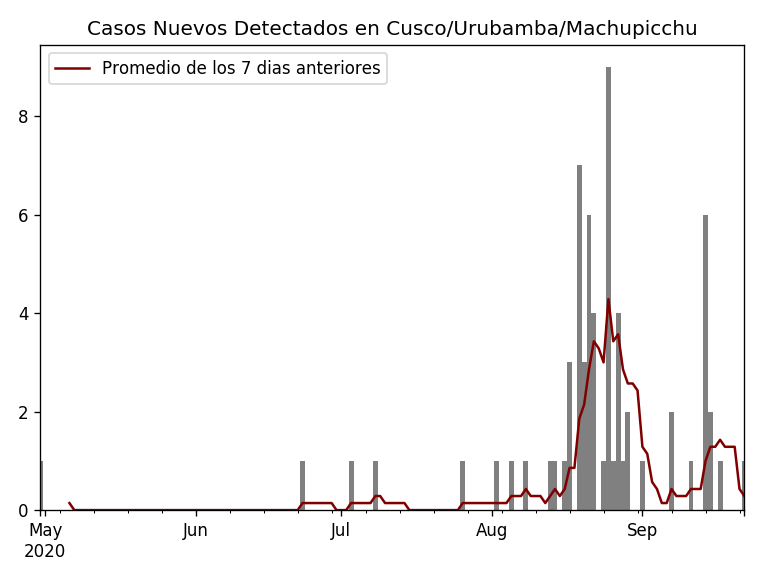 Casos Nuevos Detectados en Cusco/Urubamba/Machupicchu
Promedio de los 7 dias anteriores
8
6
4
2
0
May Jun Jul Aug Sep
2020